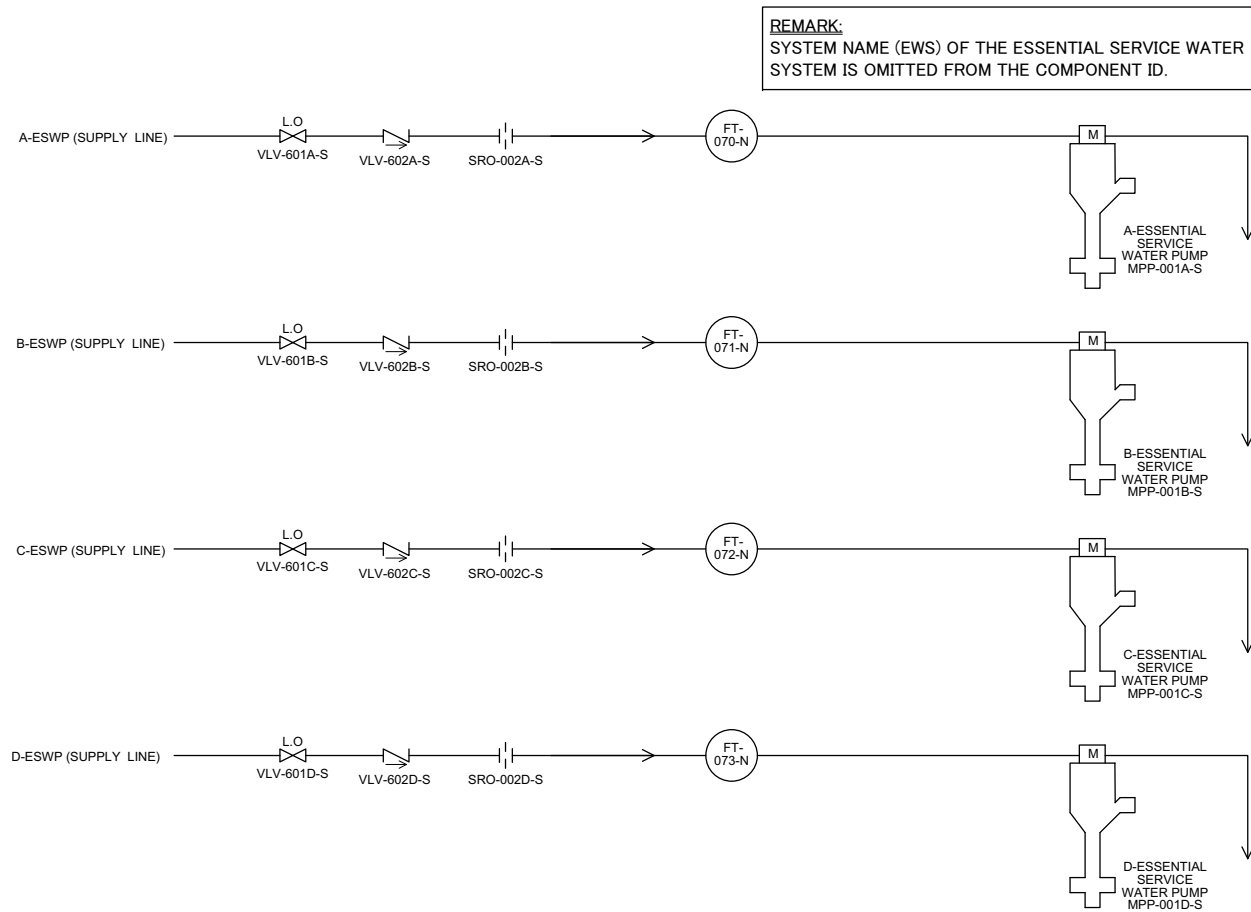 REMARK:
SYSTEM NAME (EWS) OF THE ESSENTIAL SERVICE WATER
SYSTEM IS OMITTED FROM THE COMPONENT ID.
A-ESWP (SUPPLY LINE)
L.O
VLV-601A-S
VLV-602A-S
SRO-002A-S
FT-
070-N
M
A-ESSENTIAL
SERVICE
WATER PUMP
MPP-001A-S
B-ESWP (SUPPLY LINE)
L.O
VLV-601B-S
VLV-602B-S
SRO-002B-S
FT-
071-N
M
B-ESSENTIAL
SERVICE
WATER PUMP
MPP-001B-S
C-ESWP (SUPPLY LINE)
L.O
VLV-601C-S
VLV-602C-S
SRO-002C-S
FT-
072-N
M
C-ESSENTIAL
SERVICE
WATER PUMP
MPP-001C-S
D-ESWP (SUPPLY LINE)
L.O
VLV-601D-S
VLV-602D-S
SRO-002D-S
FT-
073-N
M
D-ESSENTIAL
SERVICE
WATER PUMP
MPP-001D-S